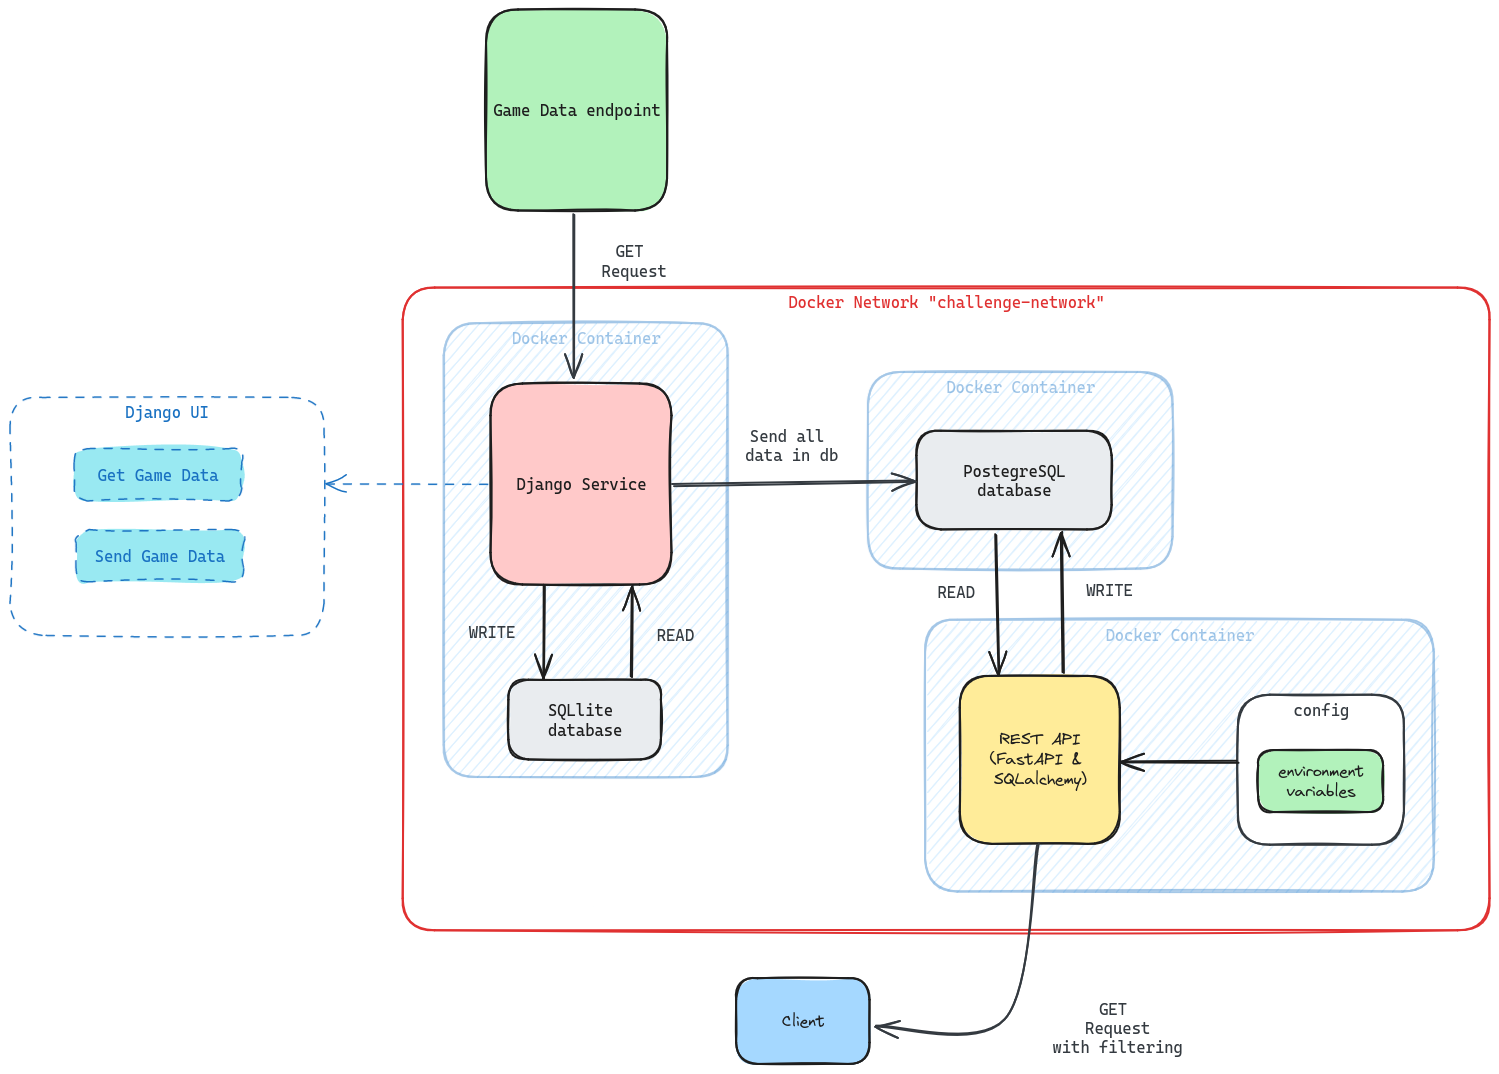 Game Data endpoint
GET
Request
Docker Network "challenge-network"
Docker Container
Docker Container
Django UI
Get Game Data
Send Game Data
Django Service
Send all
data in db
PostegreSQL
database
WRITE
READ
READ
WRITE
SQLlite
database
Docker Container
REST API
(FastAPI &
SQLalchemy)
config
environment
variables
Client
GET
Request
with filtering